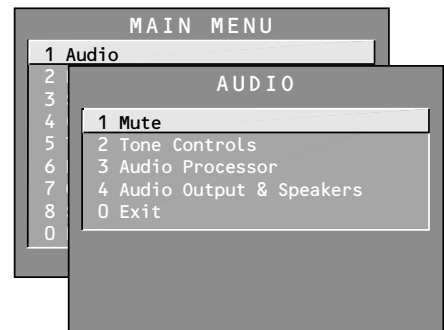 MAIN MENU
1 Audio
2
3
4
5
6
7
8
0
AUDIO
1 Mute
2 Tone Controls
3 Audio Processor
4 Audio Output & Speakers
0 Exit